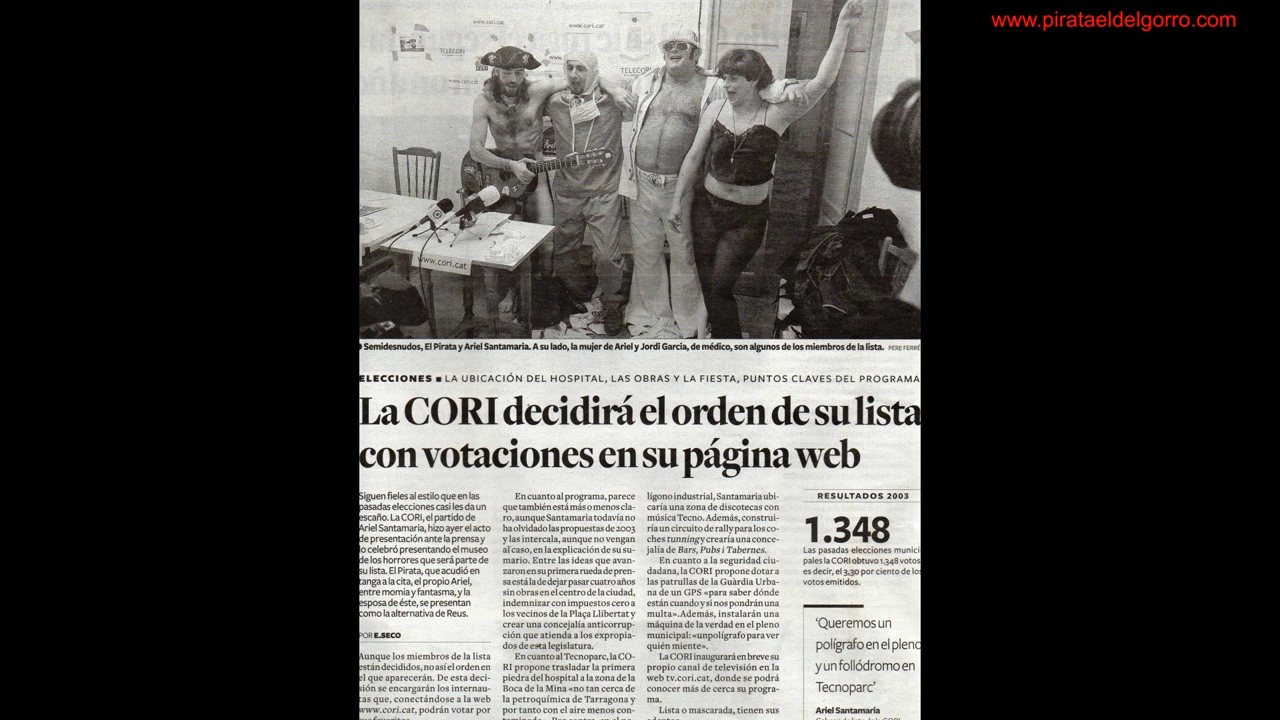 www.pirataeldelgorro.com
www.cori.cat
www.cori.cat
TELECORI
TELECORI
www.cori.cat
Semidesnudos, El Pirata y Ariel Santamaria. A su lado, la mujer de Ariel y Jordi Garcia, de médico, son algunos de los miembros de la lista. PERE FERRÉ
ELECCIONES ■ LA UBICACIÓN DEL HOSPITAL, LAS OBRAS Y LA FIESTA, PUNTOS CLAVES DEL PROGRAMA
La CORI decidirá el orden de su lista
con votaciones en su página web
Siguen fieles al estilo que en las
pasadas elecciones casi les da un
escaño. La CORI, el partido de
Ariel Santamaria, hizo ayer el acto
de presentación ante la prensa y
lo celebró presentando el museo
de los horrores que será parte de
su lista. El Pirata, que acudió en
tanga a la cita, el propio Ariel,
entre momia y fantasma, y la
esposa de éste, se presentan
como la alternativa de Reus.
POR E.SECO
Aunque los miembros de la lista
están decididos, no así el orden en
el que aparecerán. De esta deci-
sión se encargarán los internau-
tas que, conectándose a la web
www.cori.cat, podrán votar por
En cuanto al programa, parece
que también está más o menos cla-
ro, aunque Santamaria todavía no
ha olvidado las propuestas de 2003
y las intercala, aunque no vengan
al caso, en la explicación de su su-
mario. Entre las ideas que avan-
zaron en su primera rueda de pren-
sa está la de dejar pasar cuatro años
sin obras en el centro de la ciudad,
indemnizar con impuestos cero a
los vecinos de la Plaça Llibertat y
crear una concejalía anticorrup-
ción que atienda a los expropia-
dos de esta legislatura.
En cuanto al Tecnoparc, la CO-
RI propone trasladar la primera
piedra del hospital a la zona de la
Boca de la Mina «no tan cerca de
la petroquímica de Tarragona y
por tanto con el aire menos con-
lígono industrial, Santamaria ubi-
caría una zona de discotecas con
música Tecno. Además, construi-
ría un circuito de rally para los co-
ches tunning y crearía una conce-
jalía de Bars, Pubs i Tabernes.
En cuanto a la seguridad ciu-
dadana, la CORI propone dotar a
las patrullas de la Guàrdia Urba-
na de un GPS «para saber dónde
están cuando y si nos pondrán una
multa». Además, instalarán una
máquina de la verdad en el pleno
municipal: «un polígrafo para ver
quién miente».
La CORI inaugurará en breve su
propio canal de televisión en la
web tv.cori.cat, donde se podrá
conocer más de cerca su progra-
ma.
Lista o mascarada, tienen sus
RESULTADOS 2003
1.348
Las pasadas elecciones munici
pales la CORI obtuvo 1.348 votos
es decir, el 3,30 por ciento de los
votos emitidos.
‘Queremos un
polígrafo en el pleno
y un follódromo en
Tecnoparc’
Ariel Santamaria